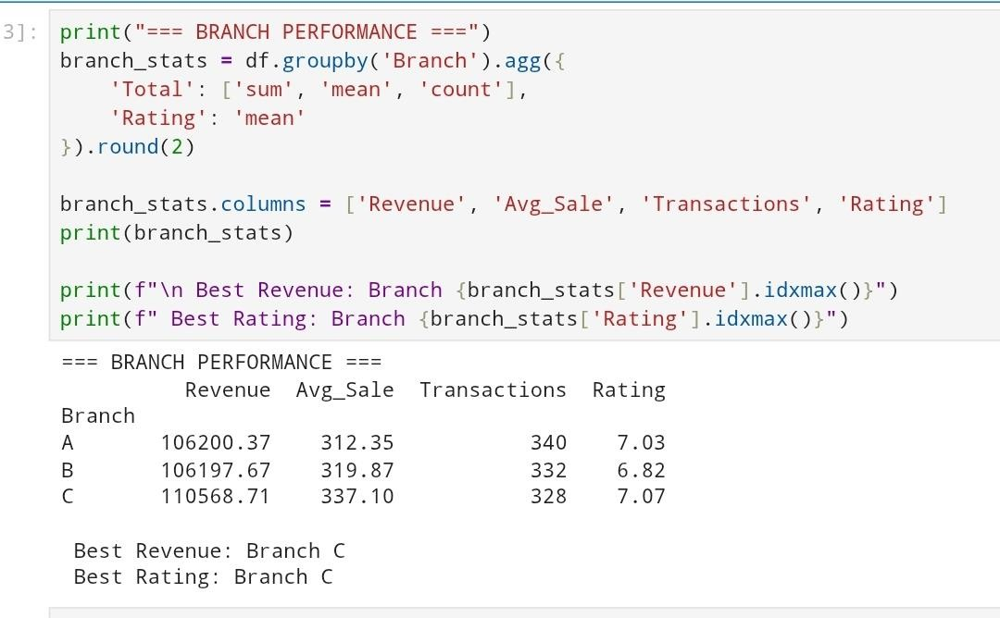 3]:
print("=== BRANCH PERFORMANCE ===")
branch_stats = df.groupby('Branch').agg({
    'Total': ['sum', 'mean', 'count'],
    'Rating': 'mean'
}).round(2)

branch_stats.columns = ['Revenue', 'Avg_Sale', 'Transactions', 'Rating']
print(branch_stats)

print(f"\n Best Revenue: Branch {branch_stats['Revenue'].idxmax()}")
print(f" Best Rating: Branch {branch_stats['Rating'].idxmax()}")
=== BRANCH PERFORMANCE ===
          Revenue  Avg_Sale  Transactions  Rating
Branch
A       106200.37    312.35           340    7.03
B       106197.67    319.87           332    6.82
C       110568.71    337.10           328    7.07

 Best Revenue: Branch C
 Best Rating: Branch C